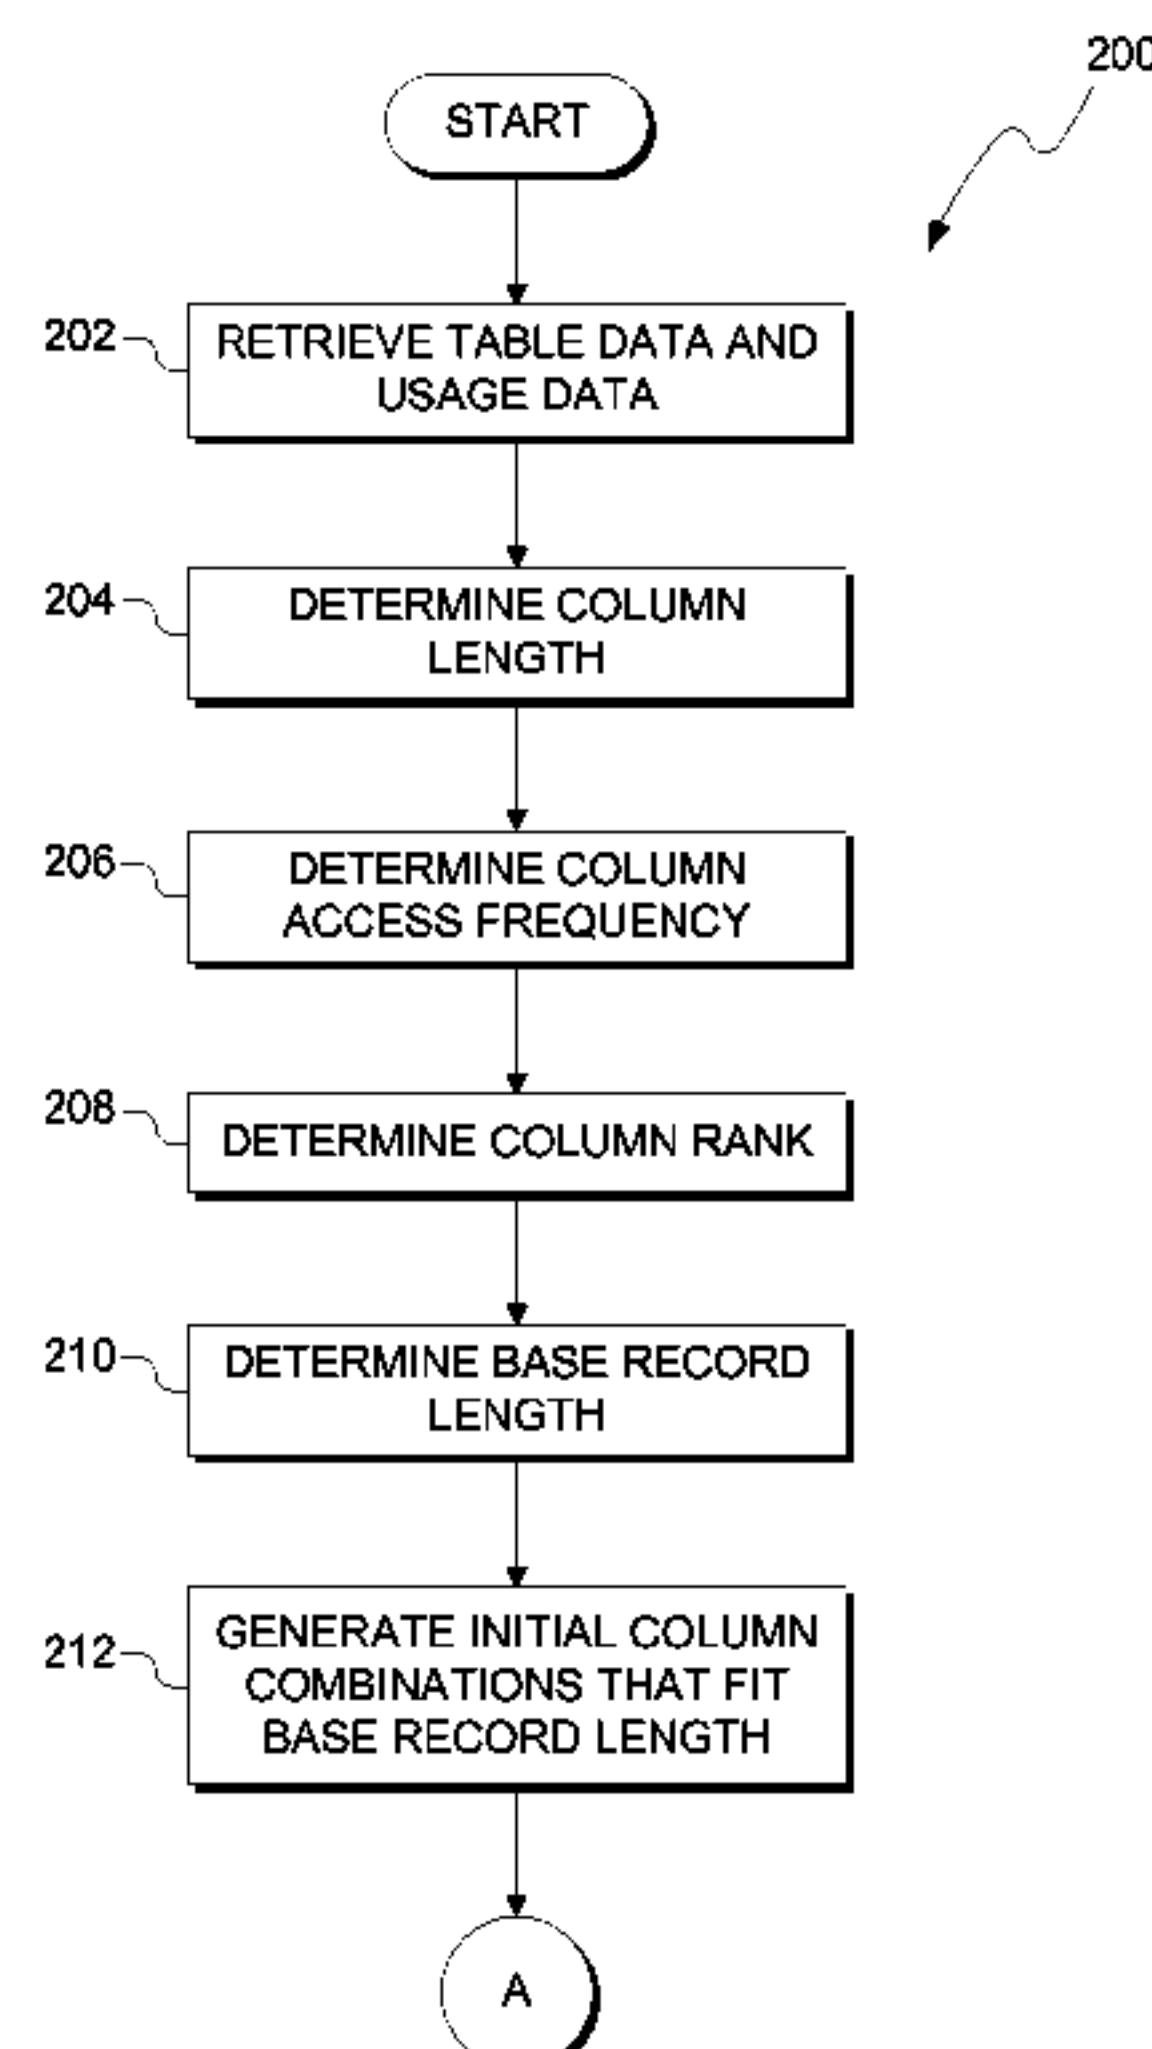 200
START
202
RETRIEVE TABLE DATA AND
USAGE DATA
204
DETERMINE COLUMN
LENGTH
206
DETERMINE COLUMN
ACCESS FREQUENCY
208
DETERMINE COLUMN RANK
210
DETERMINE BASE RECORD
LENGTH
212
GENERATE INITIAL COLUMN
COMBINATIONS THAT FIT
BASE RECORD LENGTH
A